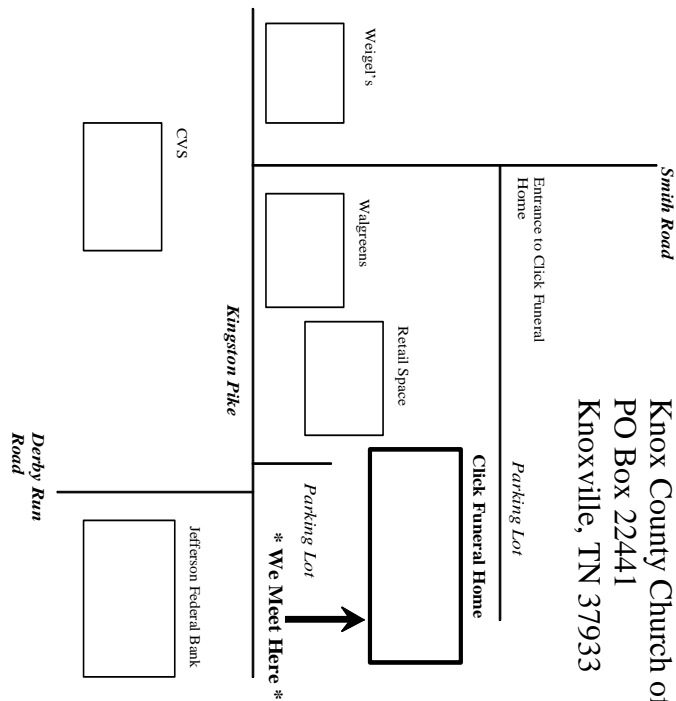 Knox County Church of
PO Box 22441
Knoxville, TN 37933
Smith Road
Entrance to Click Funeral
Home
Parking Lot
Click Funeral Home
Weigel's
Walgreens
Retail Space
Parking Lot
* We Meet Here *
Kingston Pike
CVS
Jefferson Federal Bank
Derby Run
Road